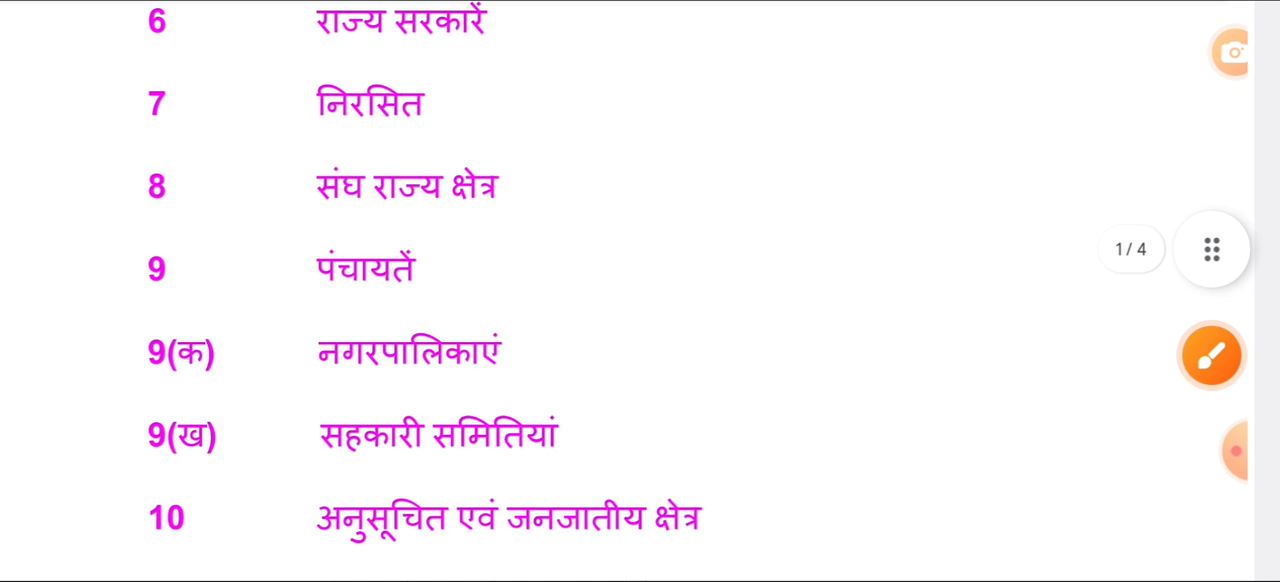 6 राज्य सरकारें
7 निरसित
8 संघ राज्य क्षेत्र
1 / 4
9 पंचायतें
9(क) नगरपालिकाएं
9(ख) सहकारी समितियां
10 अनुसूचित एवं जनजातीय क्षेत्र